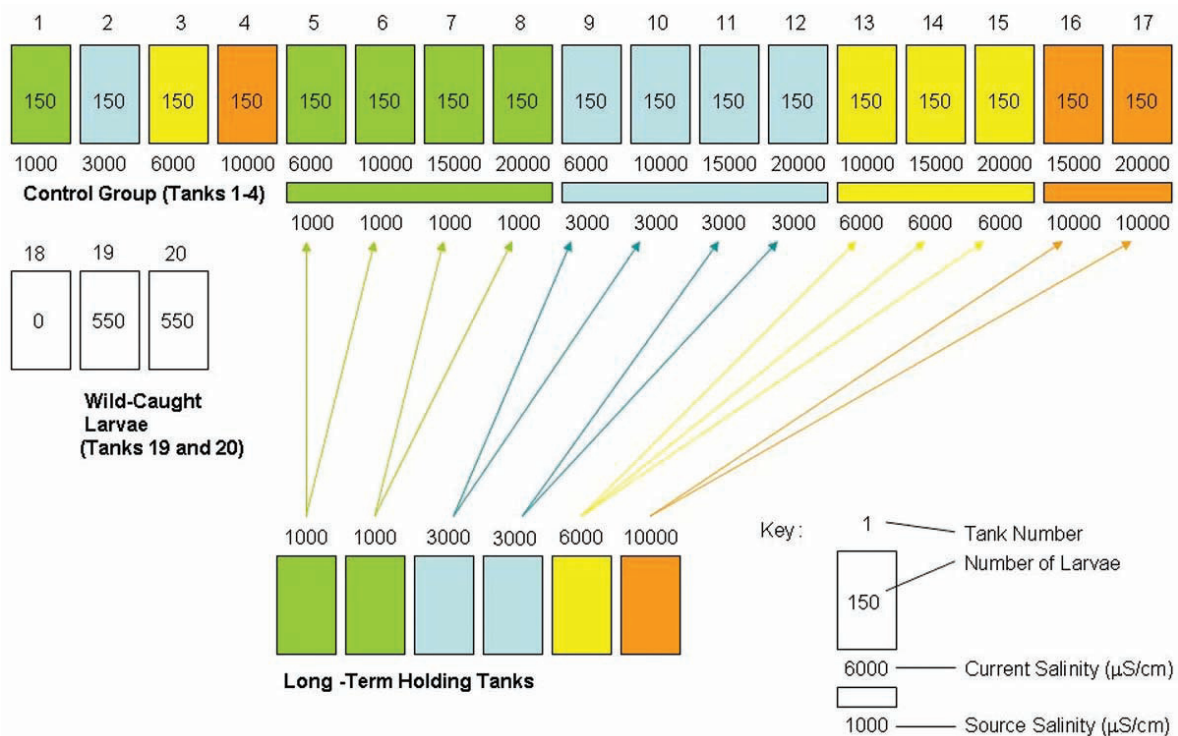 1 2 3 4 5 6 7 8 9 10 11 12 13 14 15 16 17
150 150 150 150 150 150 150 150 150 150 150 150 150 150 150 150 150
1000 3000 6000 10000 6000 10000 15000 20000 6000 10000 15000 20000 10000 15000 20000 15000 20000
Control Group (Tanks 1-4)
1000 1000 1000 1000 3000 3000 3000 3000 6000 6000 6000 10000 10000
18 19 20
0 550 550
Wild-Caught
Larvae
(Tanks 19 and 20)
1000 1000 3000 3000 6000 10000
Long -Term Holding Tanks
Key :
1 Tank Number
Number of Larvae
150
6000 Current Salinity (µS/cm)
1000 Source Salinity (µS/cm)